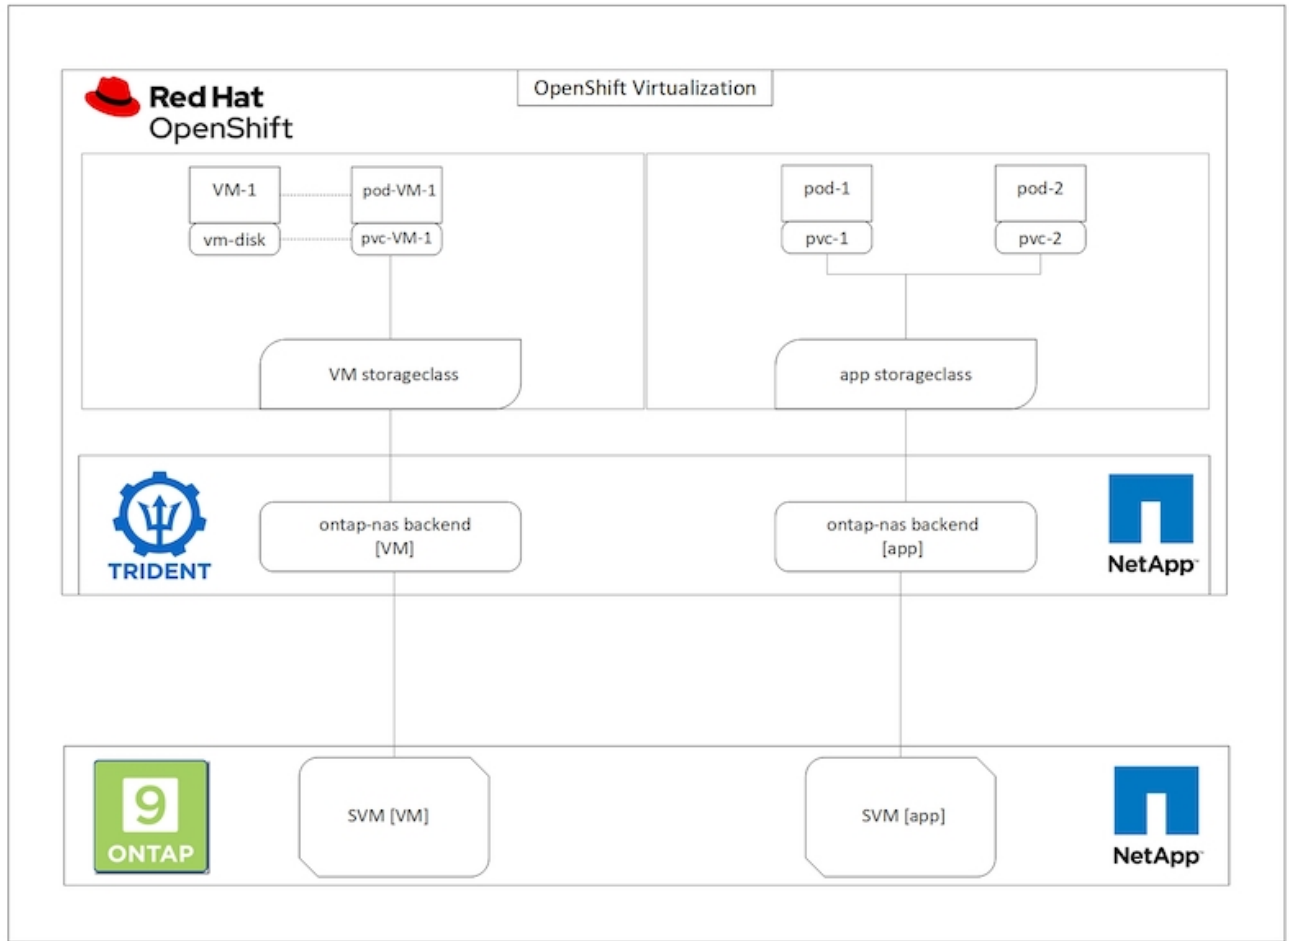 OpenShift Virtualization
Red Hat
OpenShift
VM-1
pod-VM-1
vm-disk
pvc-VM-1
pod-1
pod-2
pvc-1
pvc-2
VM storageclass
app storageclass
TRIDENT
ontap-nas backend
[VM]
ontap-nas backend
[app]
NetApp™
9
ONTAP
SVM [VM]
SVM [app]
NetApp™